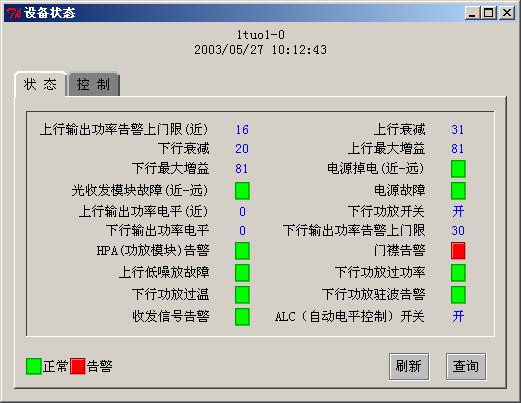 设备状态
1tuo1-0
2003/05/27 10:12:43
状 态 控 制
上行输出功率告警上门限(近) 16 上行衰减 31
下行衰减 20 上行最大增益 81
下行最大增益 81 电源掉电(近-远)
光收发模块故障(近-远) 电源故障
上行输出功率电平(近) 0 下行功放开关 开
下行输出功率电平 0 下行输出功率告警上门限 30
HPA(功放模块)告警 门襟告警
上行低噪放故障 下行功放过功率
下行功放过温 下行功放驻波告警
收发信号告警 ALC（自动电平控制）开关 开
正常 告警 刷新 查询